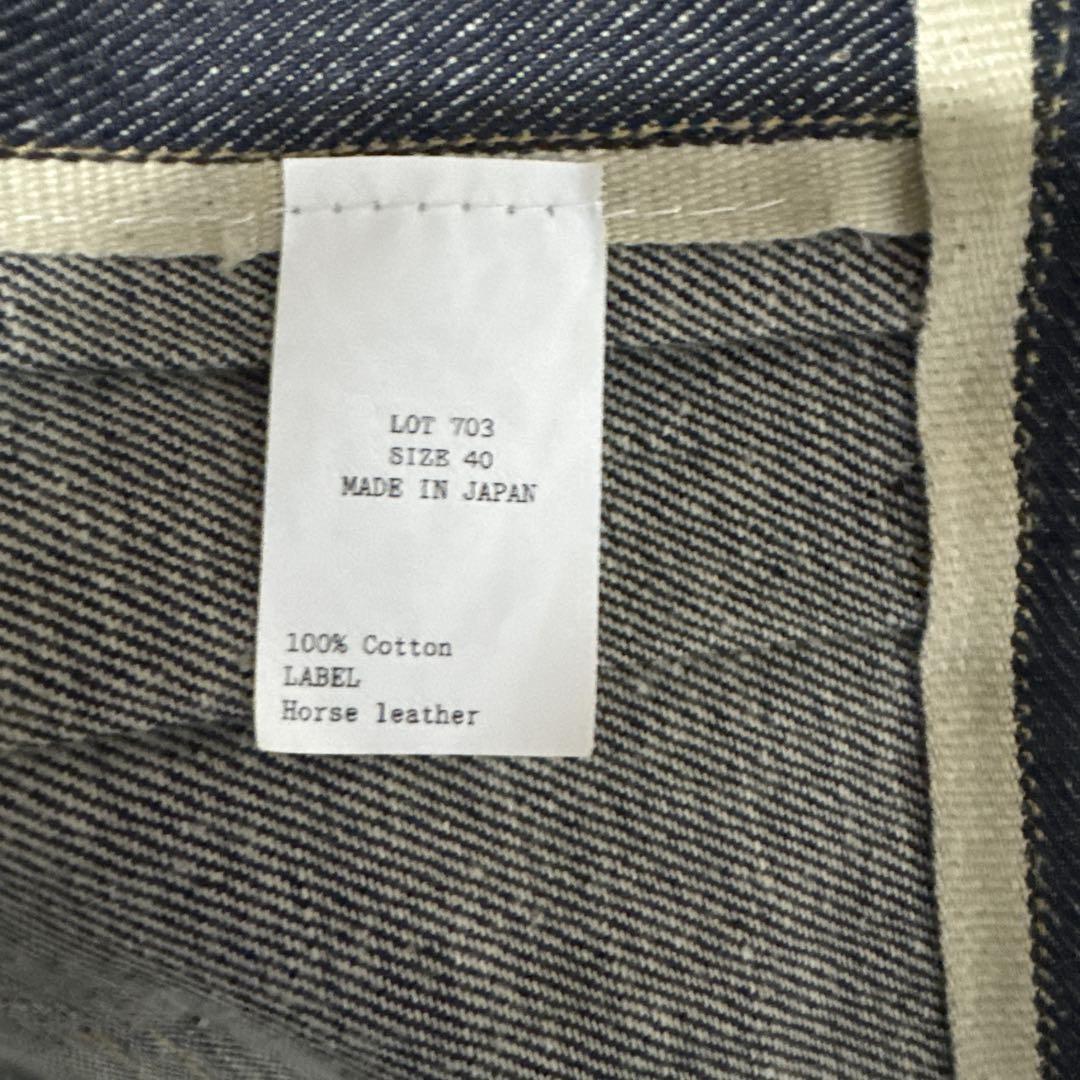 LOT 703
SIZE 40
MADE IN JAPAN
100% Cotton
LABEL
Horse leather